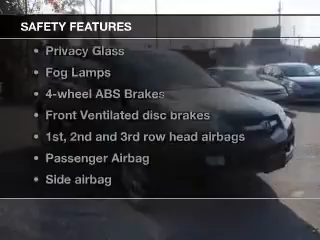 SAFETY FEATURES
• Privacy Glass
• Fog Lamps
• 4-wheel ABS Brakes
• Front Ventilated disc brakes
• 1st, 2nd and 3rd row head airbags
• Passenger Airbag
• Side airbag